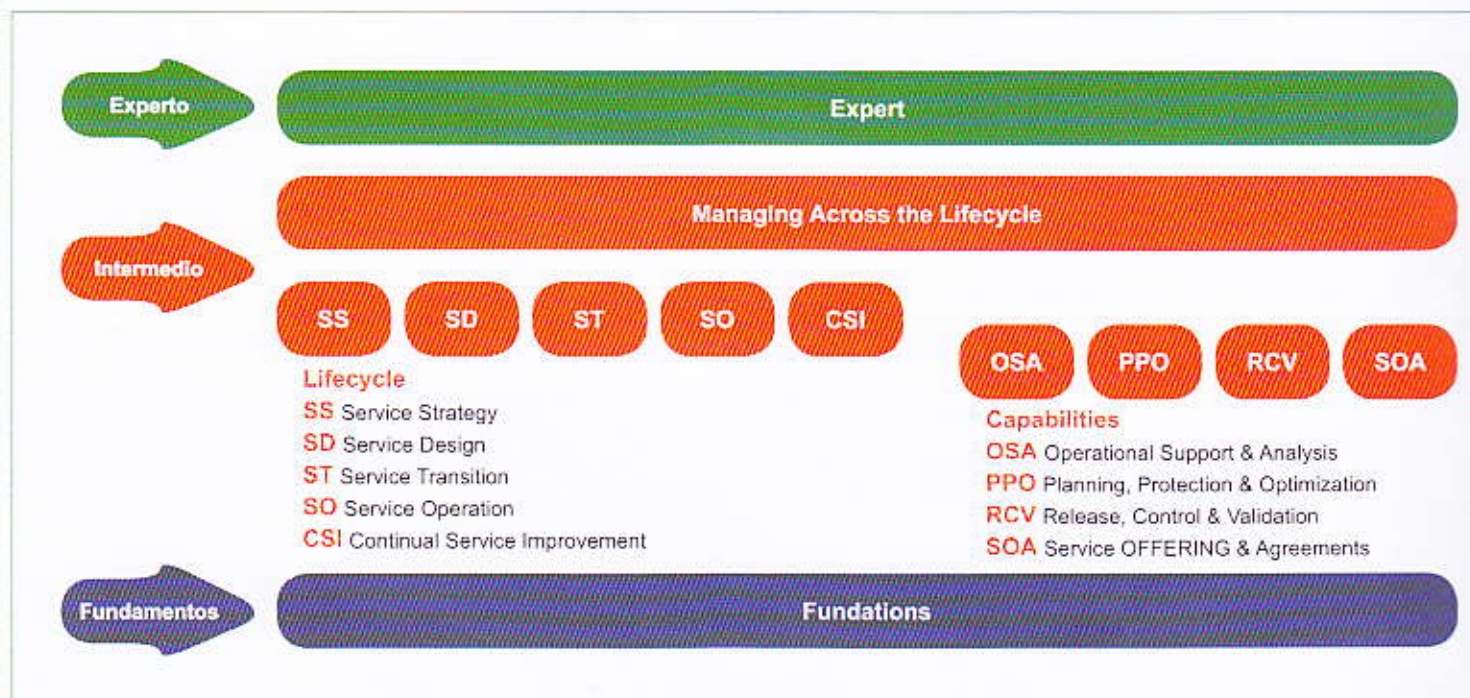 Experto
Expert
Managing Across the Lifecycle
Intermedio
SS
SD
ST
SO
CSI
OSA
PPO
RCV
SOA
Lifecycle
SS Service Strategy
SD Service Design
ST Service Transition
SO Service Operation
CSI Continual Service Improvement
Capabilities
OSA Operational Support & Analysis
PPO Planning, Protection & Optimization
RCV Release, Control & Validation
SOA Service OFFERING & Agreements
Fundamentos
Fundations